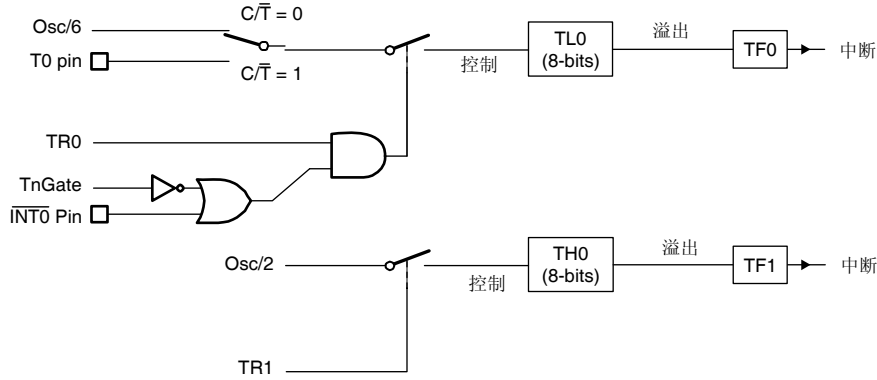 Osc/6
C/T̅ = 0
T0 pin
C/T̅ = 1
控制
TL0
(8-bits)
溢出
TF0
中断
TR0
TnGate
I̅N̅T̅0̅ Pin
Osc/2
控制
TH0
(8-bits)
溢出
TF1
中断
TR1